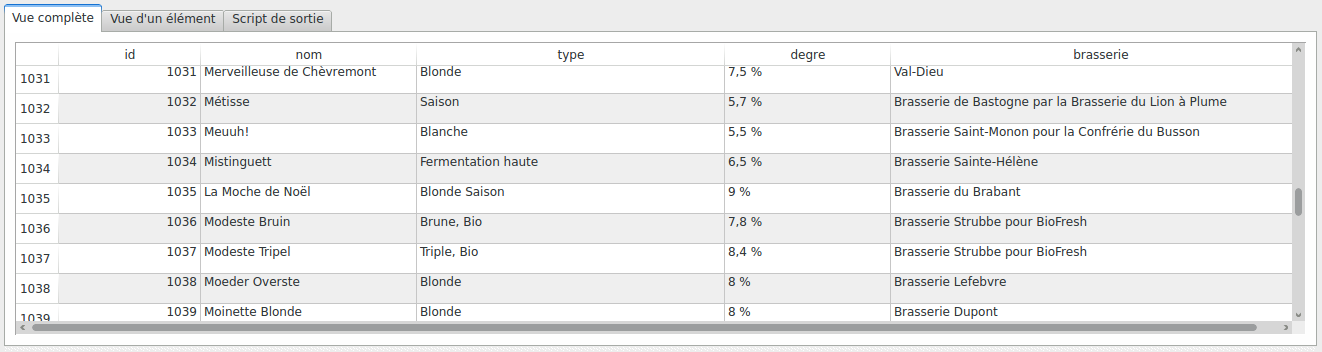 Vue complète Vue d'un élément Script de sortie
id nom type degre brasserie
1031 1031 Merveilleuse de Chèvremont Blonde 7,5 % Val-Dieu
1032 1032 Métisse Saison 5,7 % Brasserie de Bastogne par la Brasserie du Lion à Plume
1033 1033 Meuuh! Blanche 5,5 % Brasserie Saint-Monon pour la Confrérie du Busson
1034 1034 Mistinguett Fermentation haute 6,5 % Brasserie Sainte-Hélène
1035 1035 La Moche de Noël Blonde Saison 9 % Brasserie du Brabant
1036 1036 Modeste Bruin Brune, Bio 7,8 % Brasserie Strubbe pour BioFresh
1037 1037 Modeste Tripel Triple, Bio 8,4 % Brasserie Strubbe pour BioFresh
1038 1038 Moeder Overste Blonde 8 % Brasserie Lefebvre
1039 1039 Moinette Blonde Blonde 8 % Brasserie Dupont